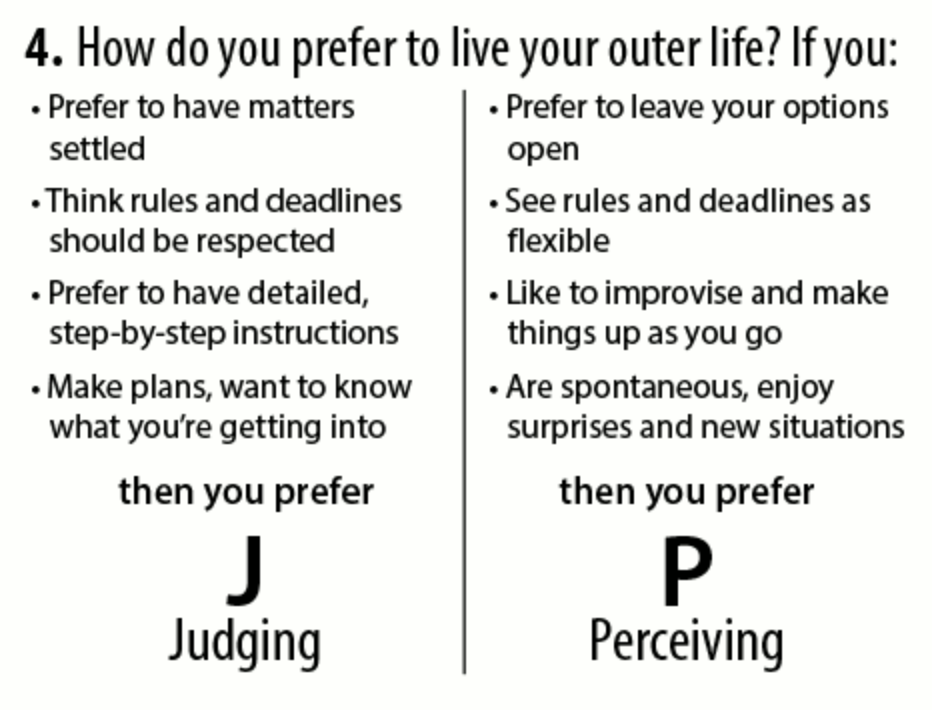 4. How do you prefer to live your outer life? If you:
• Prefer to have matters
settled
• Think rules and deadlines
should be respected
• Prefer to have detailed,
step-by-step instructions
• Make plans, want to know
what you're getting into
then you prefer
J
Judging
• Prefer to leave your options
open
• See rules and deadlines as
flexible
• Like to improvise and make
things up as you go
• Are spontaneous, enjoy
surprises and new situations
then you prefer
P
Perceiving